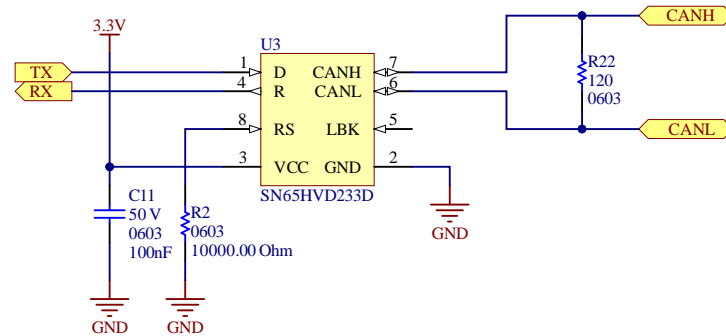 3.3V
TX
RX
U3
1
D
4
R
8
RS
3
VCC
CANH
7
CANL
6
LBK
5
GND
2
SN65HVD233D
CANH
R22
120
0603
CANL
C11
50 V
0603
100nF
R2
0603
10000.00 Ohm
GND
GND
GND